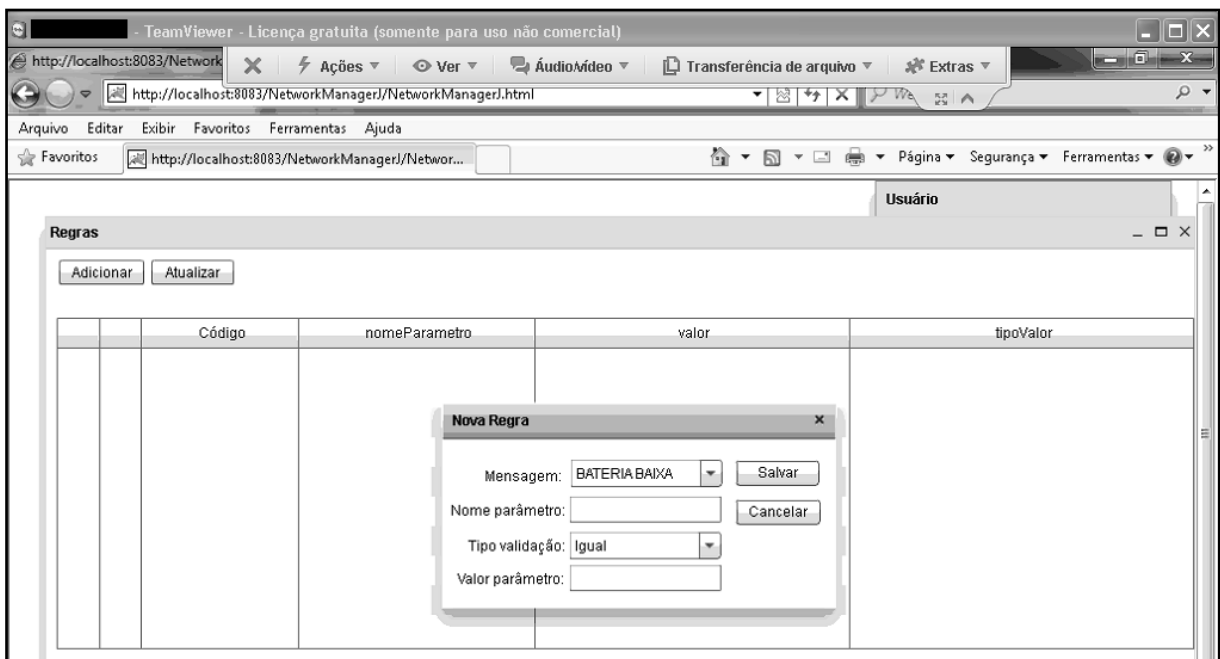 - TeamViewer - Licença gratuita (somente para uso não comercial)
http://localhost:8083/Network
Ações
Ver
Áudio/vídeo
Transferência de arquivo
Extras
http://localhost:8083/NetworkManagerJ/NetworkManagerJ.html
Arquivo Editar Exibir Favoritos Ferramentas Ajuda
Favoritos
http://localhost:8083/NetworkManagerJ/Networ...
Página Segurança Ferramentas
Usuário
Regras
Adicionar Atualizar
Código nomeParametro valor tipoValor
Nova Regra
Mensagem: BATERIA BAIXA Salvar
Nome parâmetro: Cancelar
Tipo validação: Igual
Valor parâmetro: